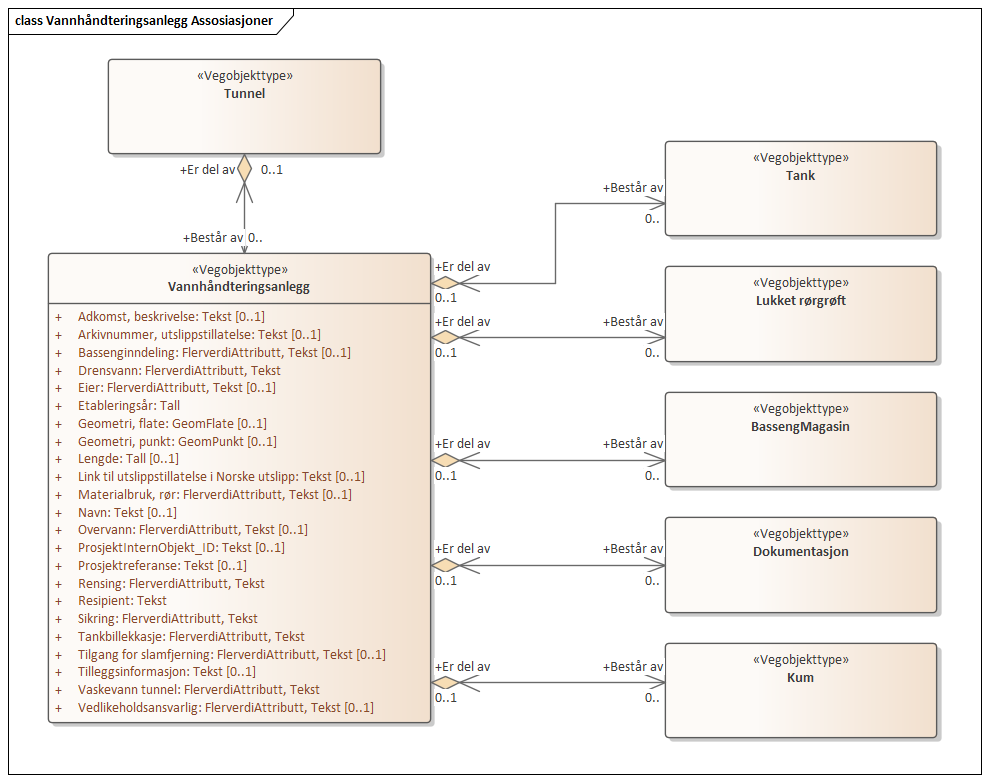 class Vannhåndteringsanlegg Assosiasjoner
«Vegobjekttype»
Tunnel
+Er del av 0..1
+Består av 0..
«Vegobjekttype»
Vannhåndteringsanlegg
+ Adkomst, beskrivelse: Tekst [0..1]
+ Arkivnummer, utslippstillatelse: Tekst [0..1]
+ Bassenginndeling: FlerverdiAttributt, Tekst [0..1]
+ Drensvann: FlerverdiAttributt, Tekst
+ Eier: FlerverdiAttributt, Tekst [0..1]
+ Etableringsår: Tall
+ Geometri, flate: GeomFlate [0..1]
+ Geometri, punkt: GeomPunkt [0..1]
+ Lengde: Tall [0..1]
+ Link til utslippstillatelse i Norske utslipp: Tekst [0..1]
+ Materialbruk, rør: FlerverdiAttributt, Tekst [0..1]
+ Navn: Tekst [0..1]
+ Overvann: FlerverdiAttributt, Tekst [0..1]
+ ProsjektInternObjekt_ID: Tekst [0..1]
+ Prosjektreferanse: Tekst [0..1]
+ Rensing: FlerverdiAttributt, Tekst
+ Resipient: Tekst
+ Sikring: FlerverdiAttributt, Tekst
+ Tankbillekkasje: FlerverdiAttributt, Tekst
+ Tilgang for slamfjerning: FlerverdiAttributt, Tekst [0..1]
+ Tilleggsinformasjon: Tekst [0..1]
+ Vaskevann tunnel: FlerverdiAttributt, Tekst
+ Vedlikeholdsansvarlig: FlerverdiAttributt, Tekst [0..1]
+Er del av
0..1
+Består av
0..
«Vegobjekttype»
Tank
+Er del av
0..1
+Består av
0..
«Vegobjekttype»
Lukket rørgrøft
+Er del av
0..1
+Består av
0..
«Vegobjekttype»
BassengMagasin
+Er del av
0..1
+Består av
0..
«Vegobjekttype»
Dokumentasjon
+Er del av
0..1
+Består av
0..
«Vegobjekttype»
Kum